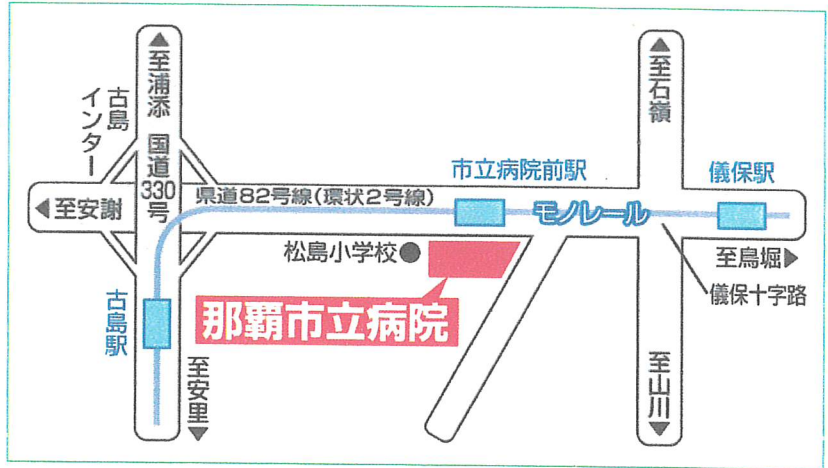 ▲至浦添
国道330号
古島インター
▲至石嶺
市立病院前駅
儀保駅
県道82号線(環状2号線)
◀至安謝
モノレール
松島小学校●
至鳥堀▶
儀保十字路
那覇市立病院
古島駅
至安里▼
至山川▼